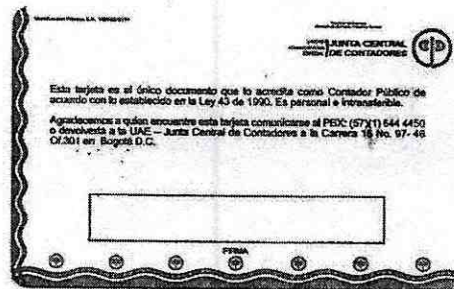 JUNTA CENTRAL
DE CONTADORES
Esta tarjeta es el único documento que lo acredita como Contador Público de
acuerdo con lo establecido en la Ley 43 de 1990. Es personal e intransferible.
Agradecemos a quien encuentre esta tarjeta comunicarse al PBX: (57)(1) 644 4450
o devolverla a la UAE – Junta Central de Contadores a la Carrera 16 No. 97- 46
Of.301 en Bogotá D.C.
FIRMA